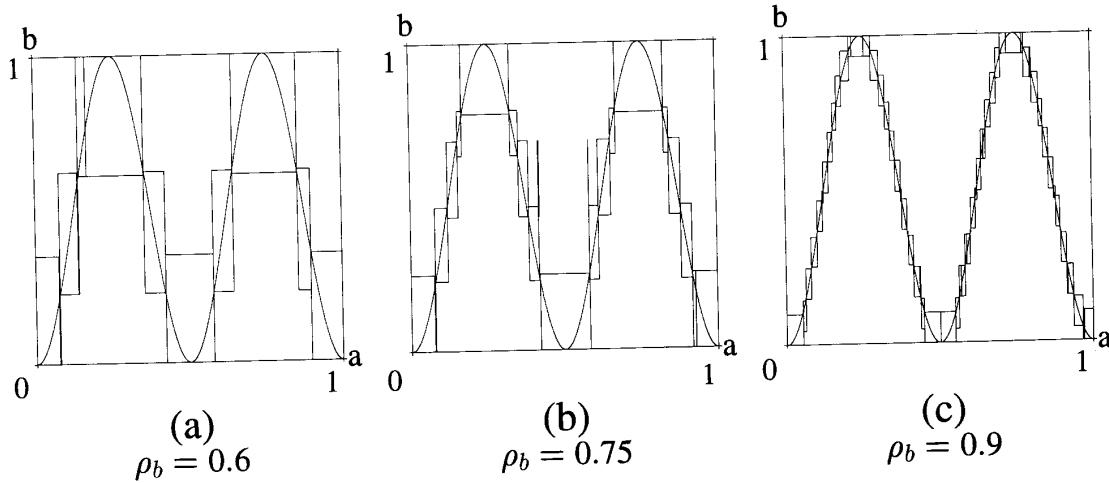 b b b
1 1 1
a a a
0 1 0 1 0 1
(a) (b) (c)
ρ_b = 0.6 ρ_b = 0.75 ρ_b = 0.9